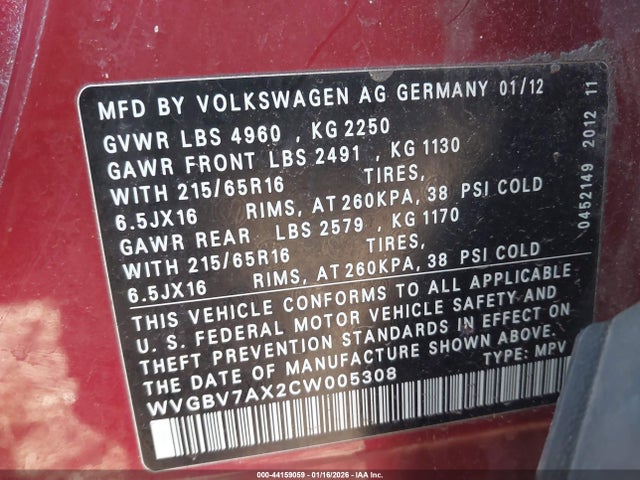 MFD BY VOLKSWAGEN AG GERMANY 01/12
GVWR LBS 4960 , KG 2250
GAWR FRONT LBS 2491 , KG 1130
WITH 215/65R16 TIRES,
6.5JX16 RIMS, AT 260KPA, 38 PSI COLD
GAWR REAR LBS 2579 , KG 1170
WITH 215/65R16 TIRES,
6.5JX16 RIMS, AT 260KPA, 38 PSI COLD
THIS VEHICLE CONFORMS TO ALL APPLICABLE
U. S. FEDERAL MOTOR VEHICLE SAFETY AND
THEFT PREVENTION STANDARDS IN EFFECT ON
THE DATE OF MANUFACTURE SHOWN ABOVE.
WVGBV7AX2CW005308 TYPE: MPV
0452149 2012 11
000-44159059 | 01/16/2026 | IAA Inc.